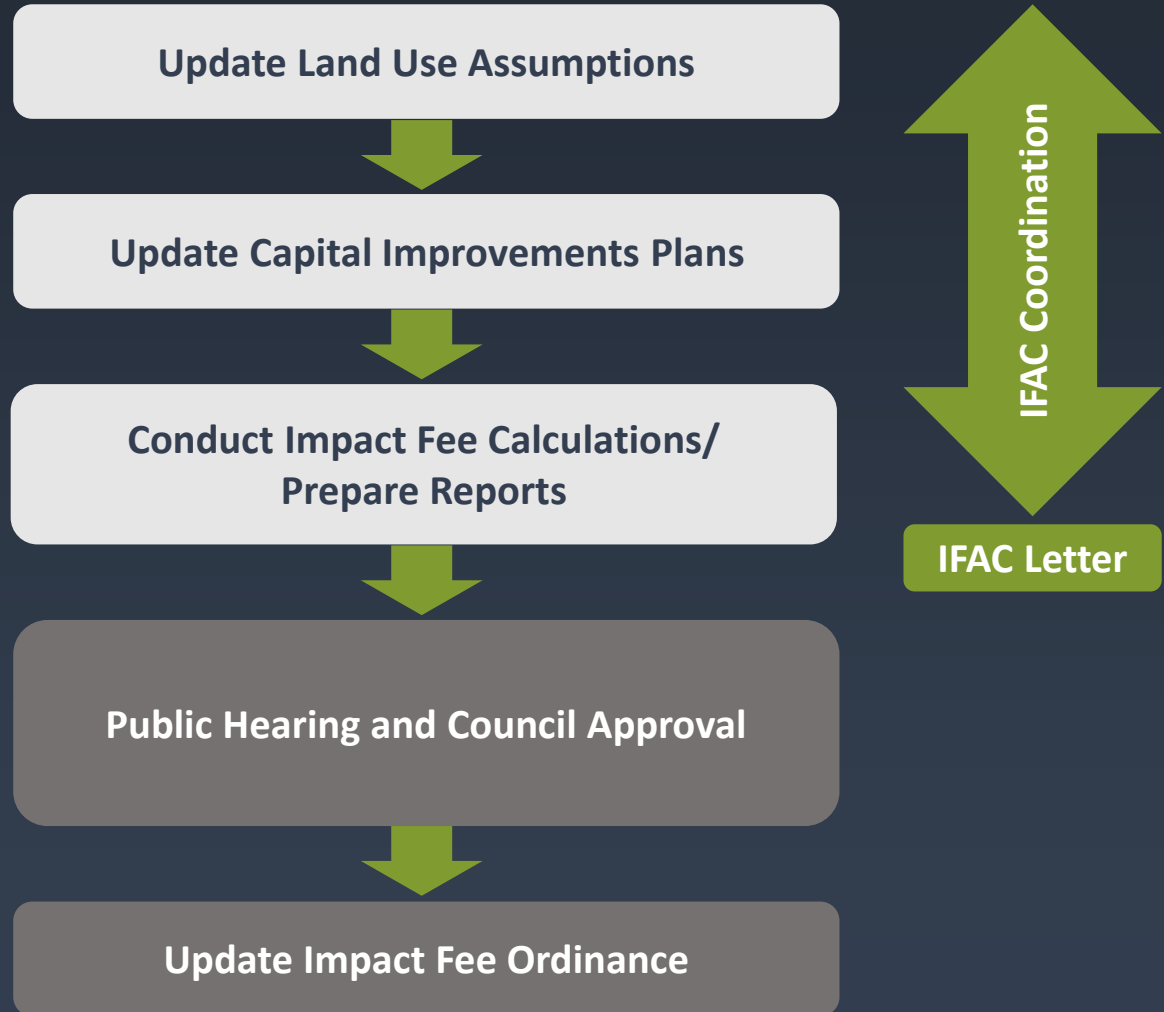 Update Land Use Assumptions
Update Capital Improvements Plans
Conduct Impact Fee Calculations/
Prepare Reports
Public Hearing and Council Approval
Update Impact Fee Ordinance
IFAC Coordination
IFAC Letter